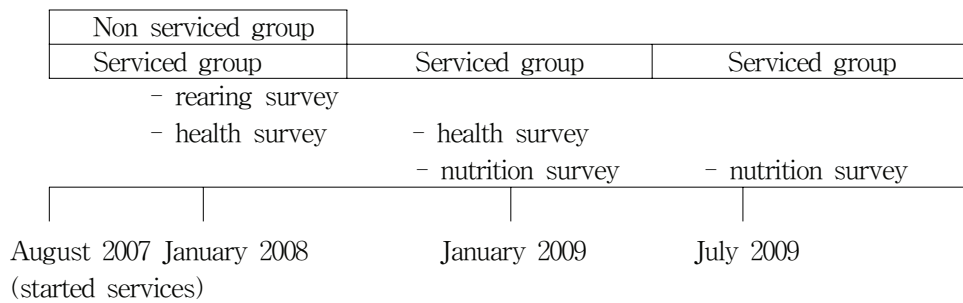 Non serviced group
Serviced group Serviced group Serviced group
- rearing survey
- health survey - health survey
- nutrition survey - nutrition survey
August 2007 January 2008 January 2009 July 2009
(started services)